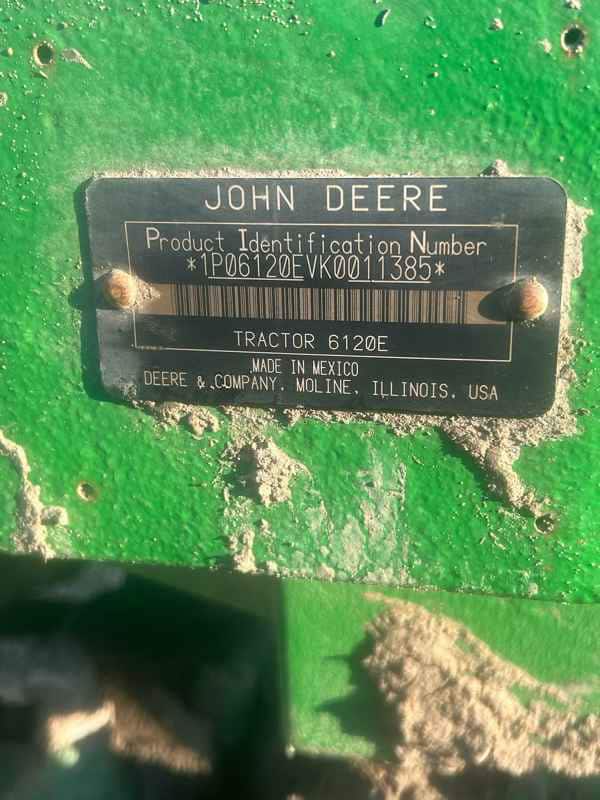 JOHN DEERE
Product Identification Number
*1P06120EVK0011385*
TRACTOR 6120E
MADE IN MEXICO
DEERE & COMPANY, MOLINE, ILLINOIS, USA